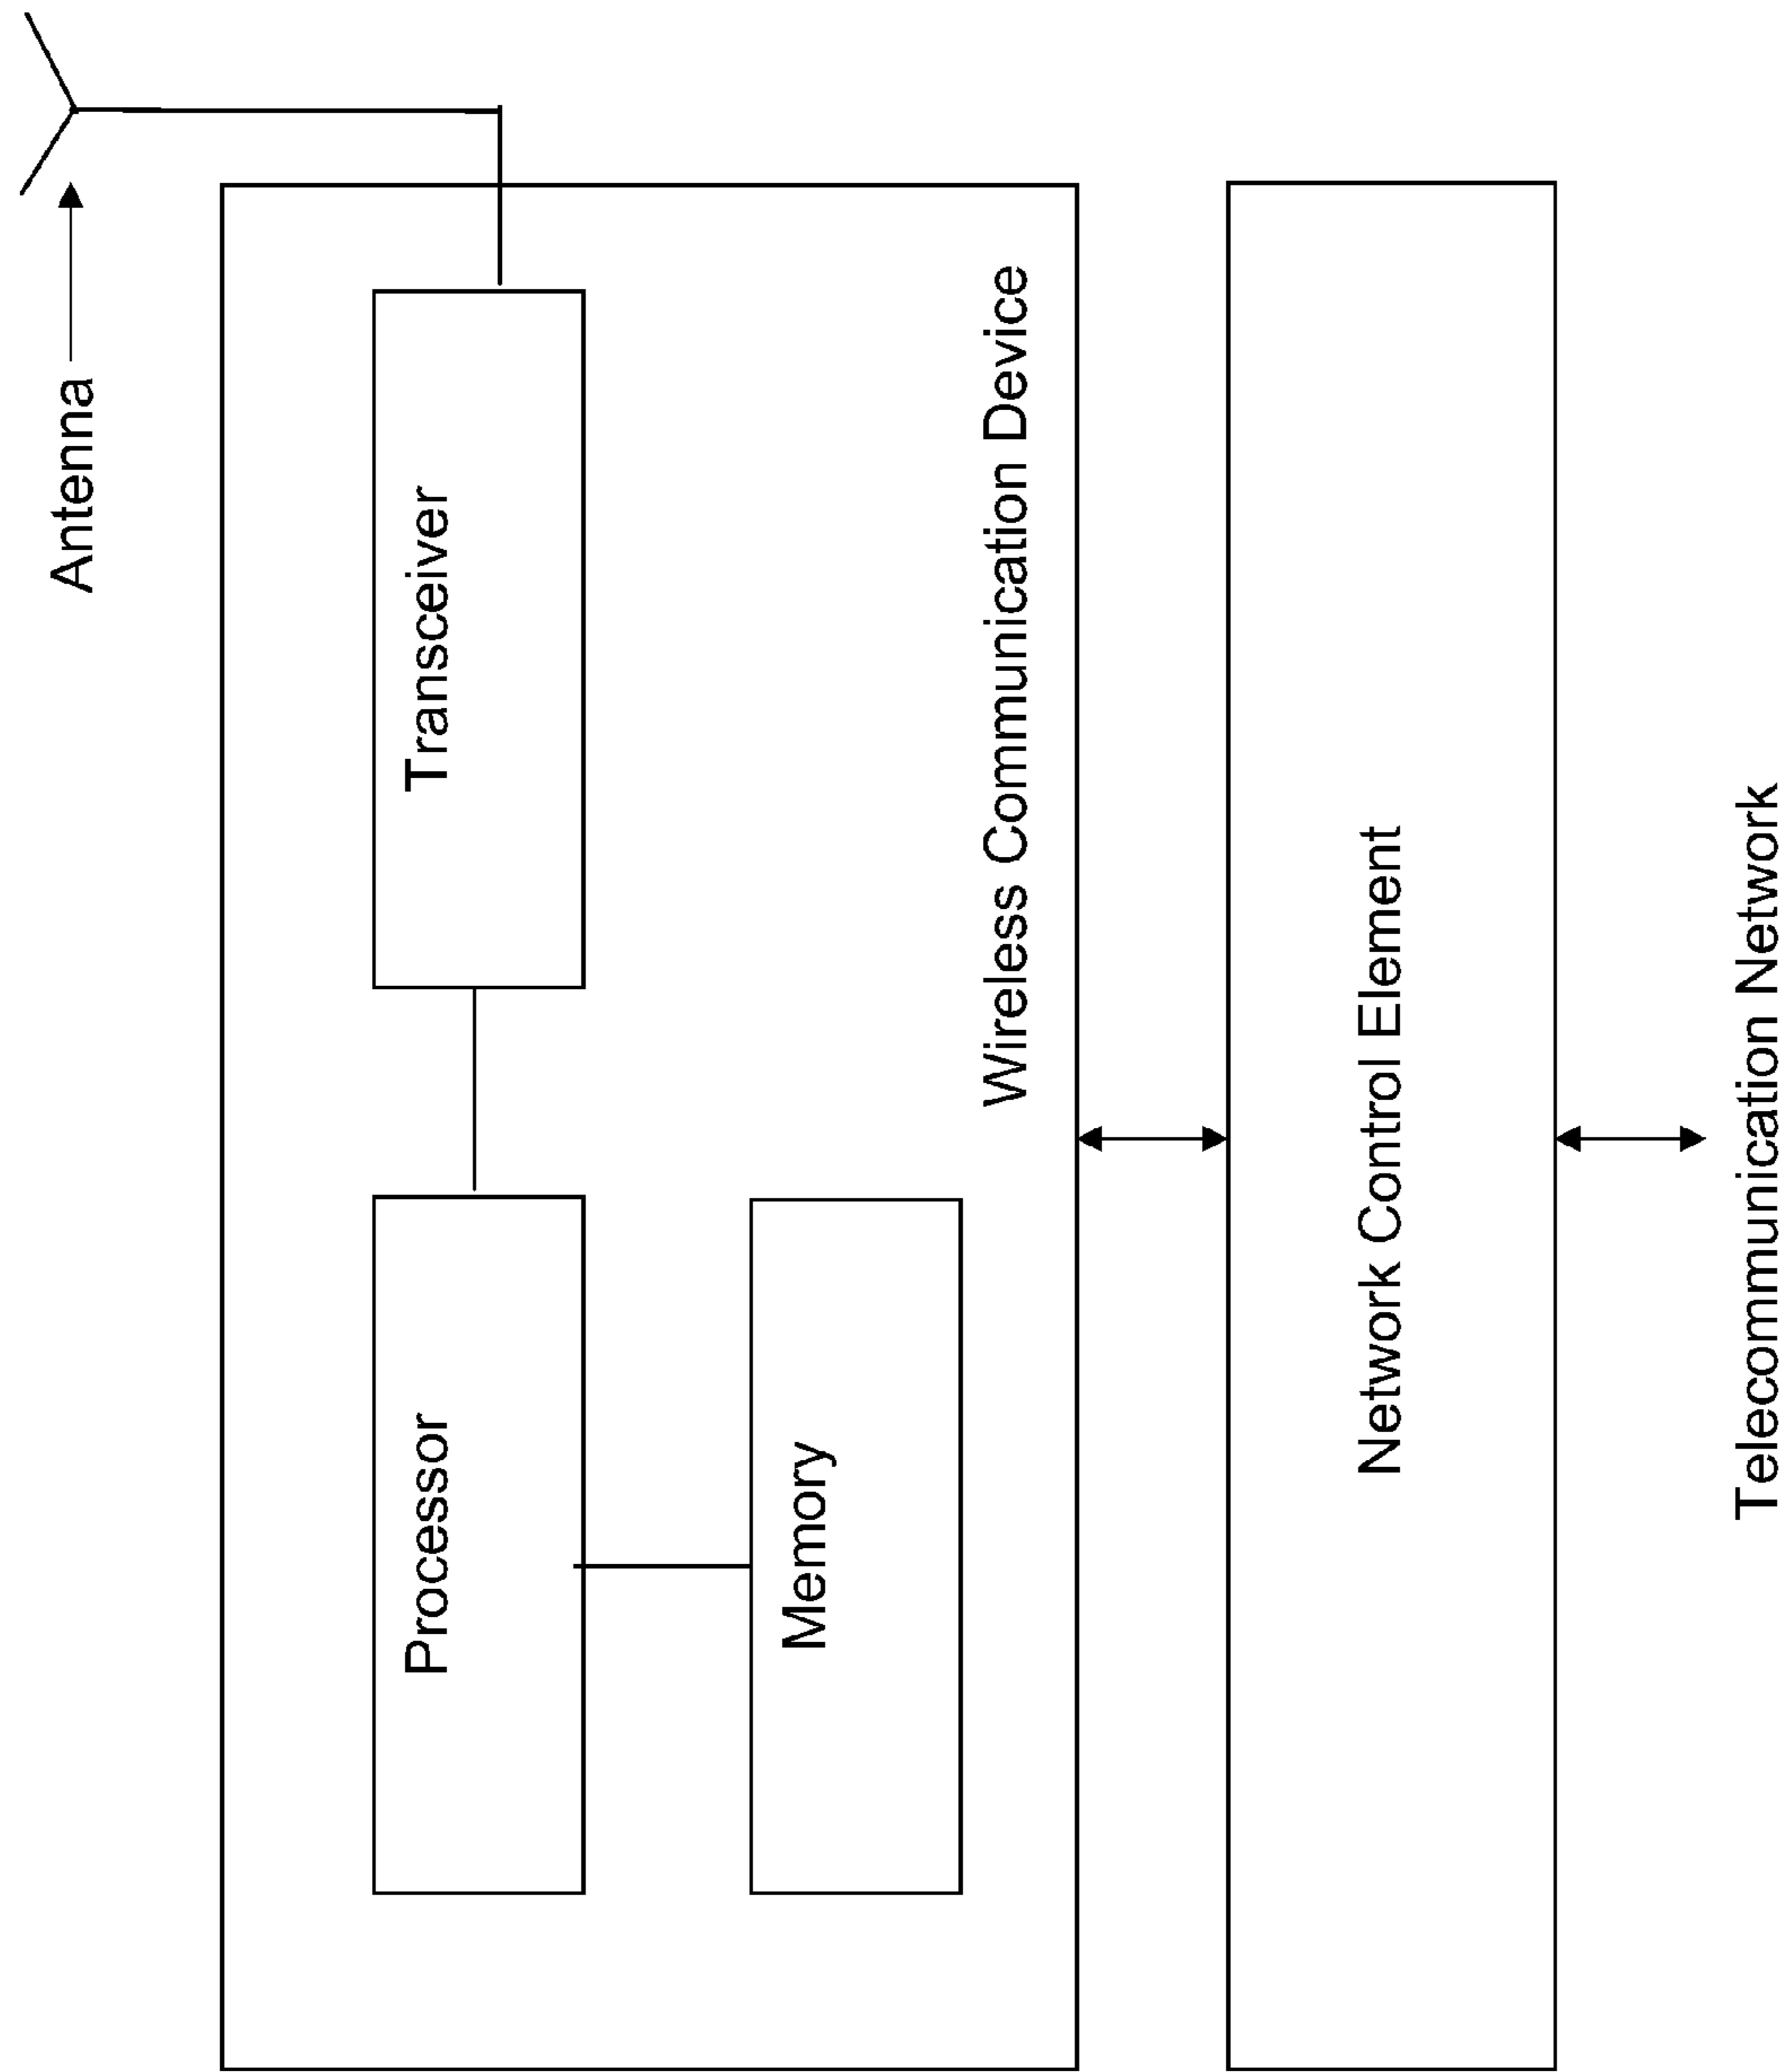 Antenna
Processor
Transceiver
Memory
Wireless Communication Device
Network Control Element
Telecommunication Network